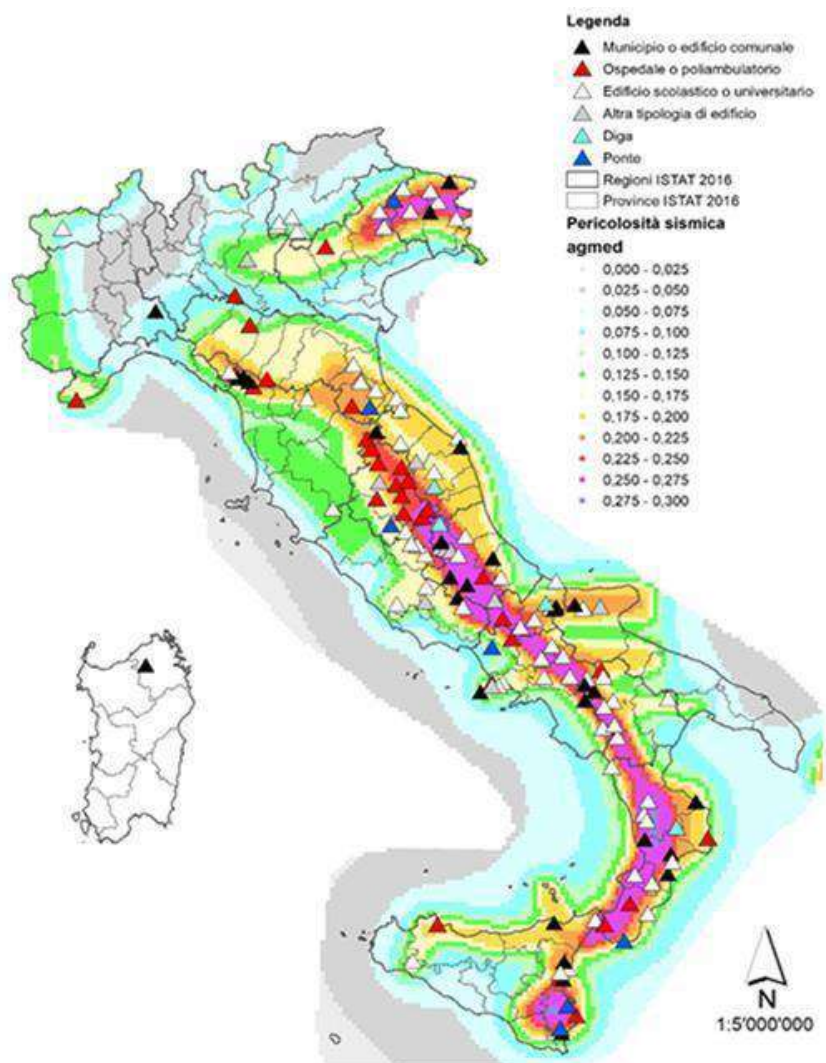 Legenda
Municipio o edificio comunale
Ospedale o poliambulatorio
Edificio scolastico o universitario
Altra tipologia di edificio
Diga
Ponte
Regioni ISTAT 2016
Province ISTAT 2016
Pericolosità sismica
agmed
0,000 - 0,025
0,025 - 0,050
0,050 - 0,075
0,075 - 0,100
0,100 - 0,125
0,125 - 0,150
0,150 - 0,175
0,175 - 0,200
0,200 - 0,225
0,225 - 0,250
0,250 - 0,275
0,275 - 0,300
N
1:5'000'000